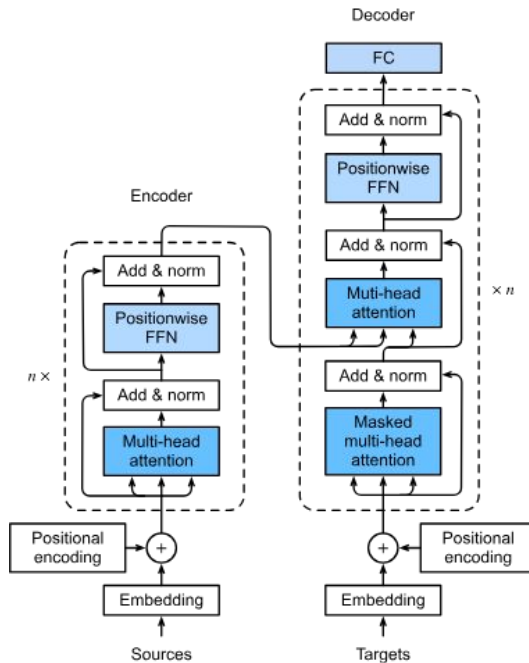 Decoder
FC
Add & norm
Positionwise
FFN
Add & norm
Muti-head
attention
Add & norm
Masked
multi-head
attention
× n
Positional
encoding
+
Embedding
Targets
Encoder
Add & norm
Positionwise
FFN
n ×
Add & norm
Multi-head
attention
Positional
encoding
+
Embedding
Sources